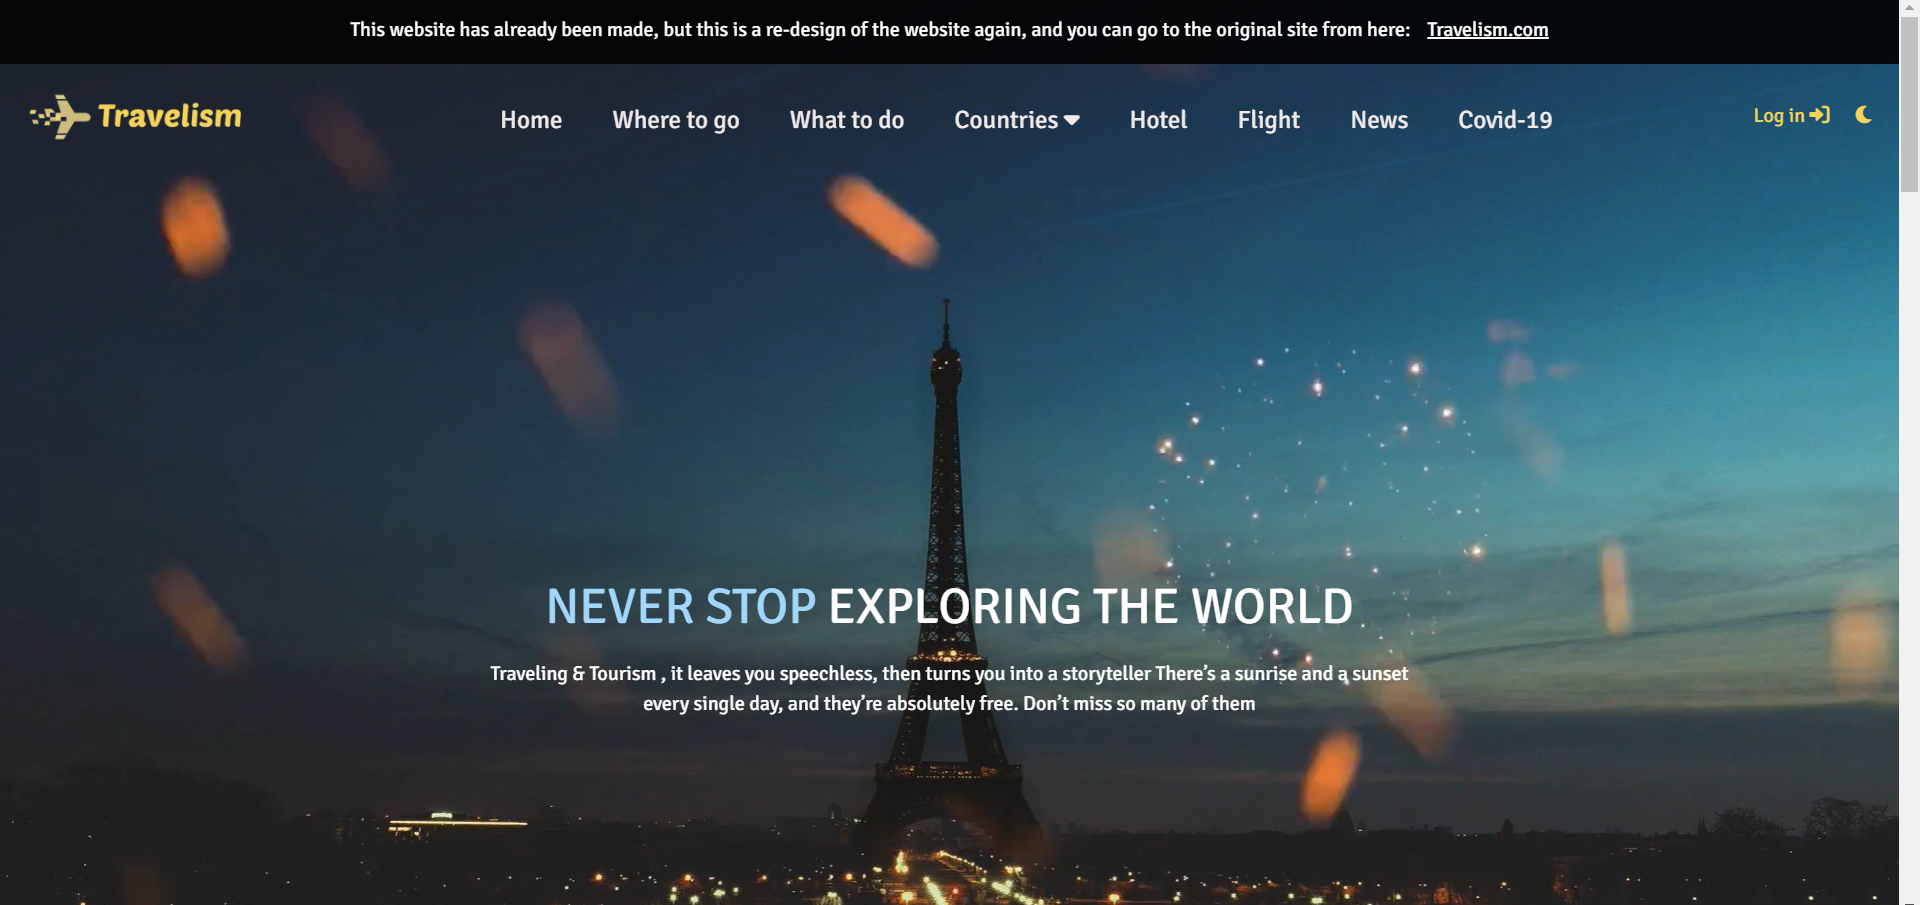 This website has already been made, but this is a re-design of the website again, and you can go to the original site from here: Travelism.com
Travelism
Home Where to go What to do Countries Hotel Flight News Covid-19
Log in
NEVER STOP EXPLORING THE WORLD
Traveling & Tourism , it leaves you speechless, then turns you into a storyteller There’s a sunrise and a sunset
every single day, and they’re absolutely free. Don’t miss so many of them